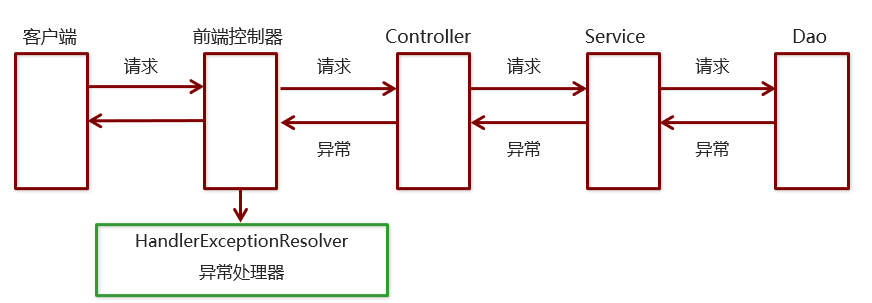 客户端
前端控制器
Controller
Service
Dao
请求
请求
请求
请求
异常
异常
异常
HandlerExceptionResolver
异常处理器